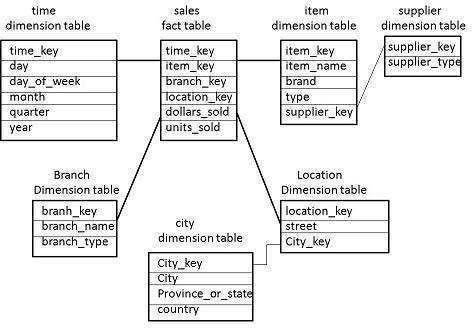 time
dimension table
time_key
day
day_of_week
month
quarter
year
sales
fact table
time_key
item_key
branch_key
location_key
dollars_sold
units_sold
item
dimension table
item_key
item_name
brand
type
supplier_key
supplier
dimension table
supplier_key
supplier_type
Branch
Dimension table
branh_key
branch_name
branch_type
city
dimension table
City_key
City
Province_or_state
country
Location
Dimension table
location_key
street
City_key